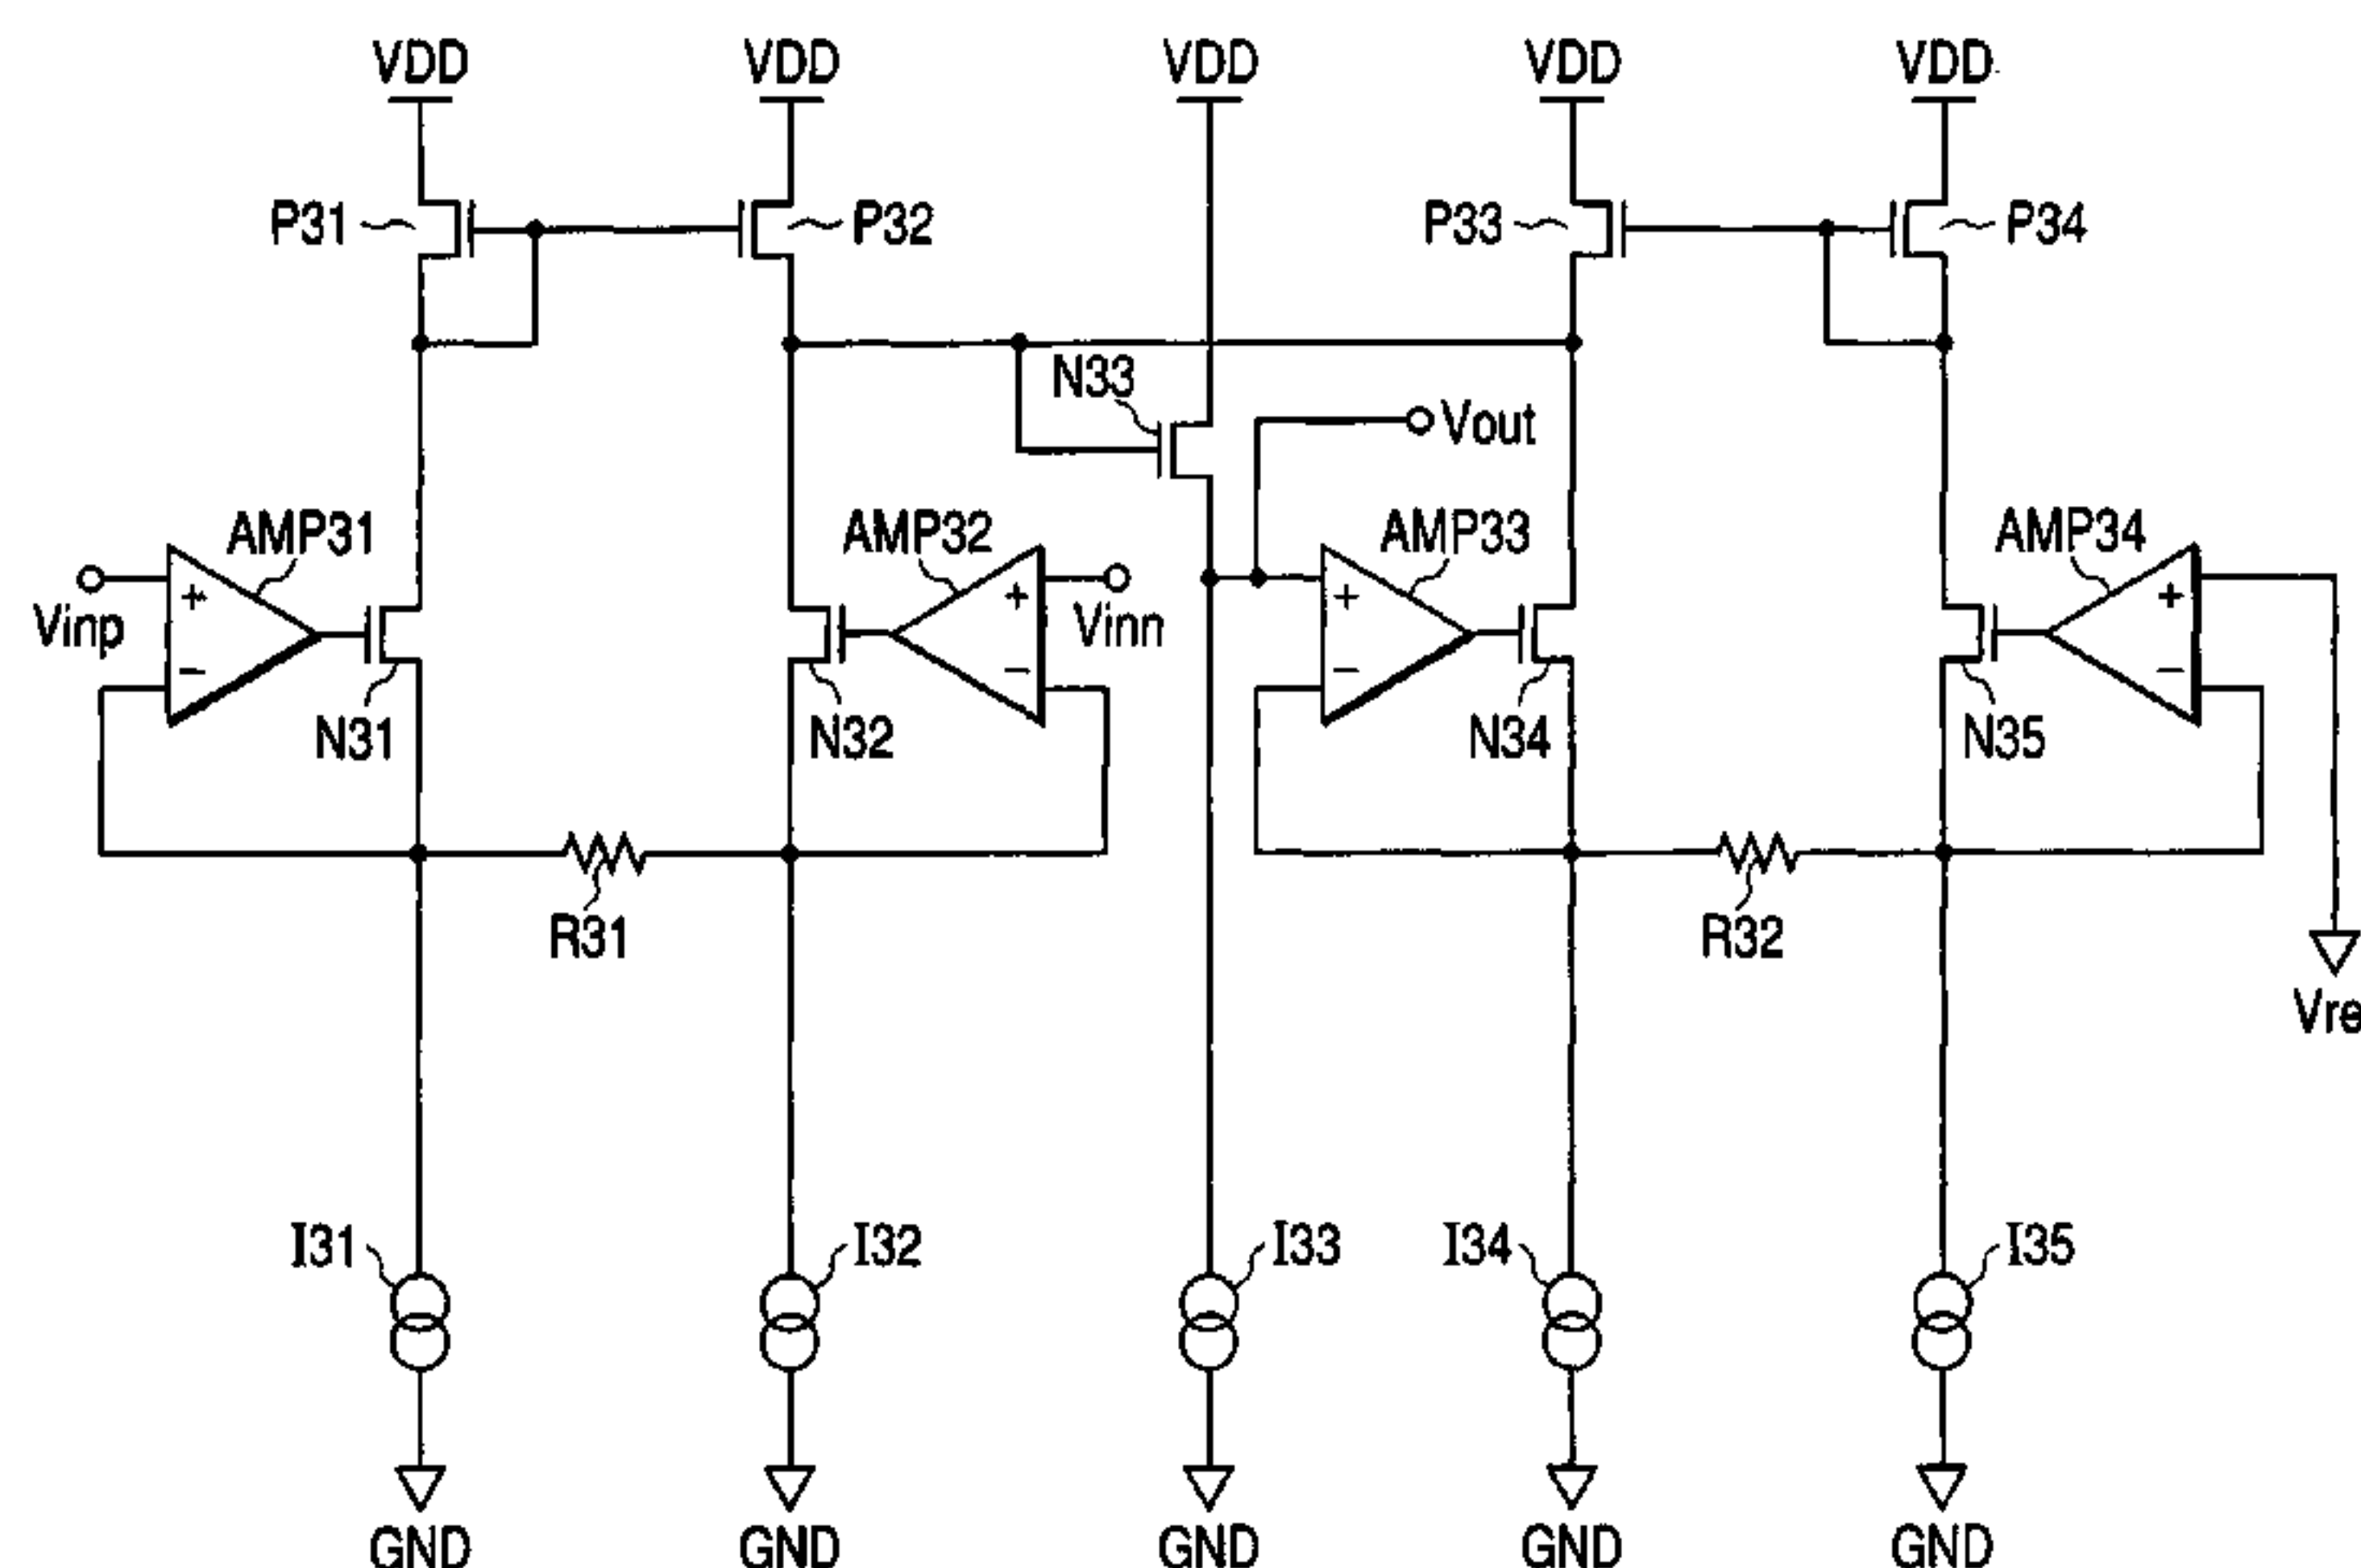 VDD VDD VDD VDD VDD
P31 P32 P33 P34
N33
Vout
AMP31 AMP32 AMP33 AMP34
+ + + +
Vinp Vinn
− − − −
N31 N32 N34 N35
R31 R32
Vre
I31 I32 I33 I34 I35
GND GND GND GND GND